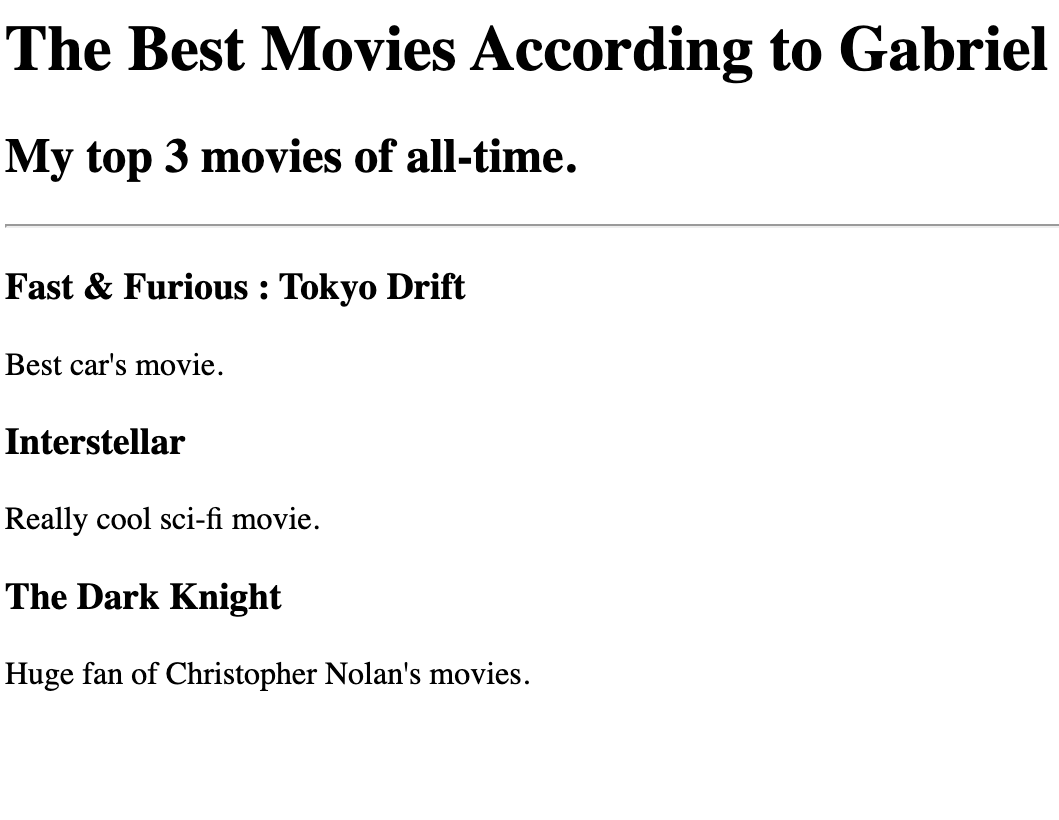 The Best Movies According to Gabriel
My top 3 movies of all-time.
Fast & Furious : Tokyo Drift
Best car's movie.
Interstellar
Really cool sci-fi movie.
The Dark Knight
Huge fan of Christopher Nolan's movies.